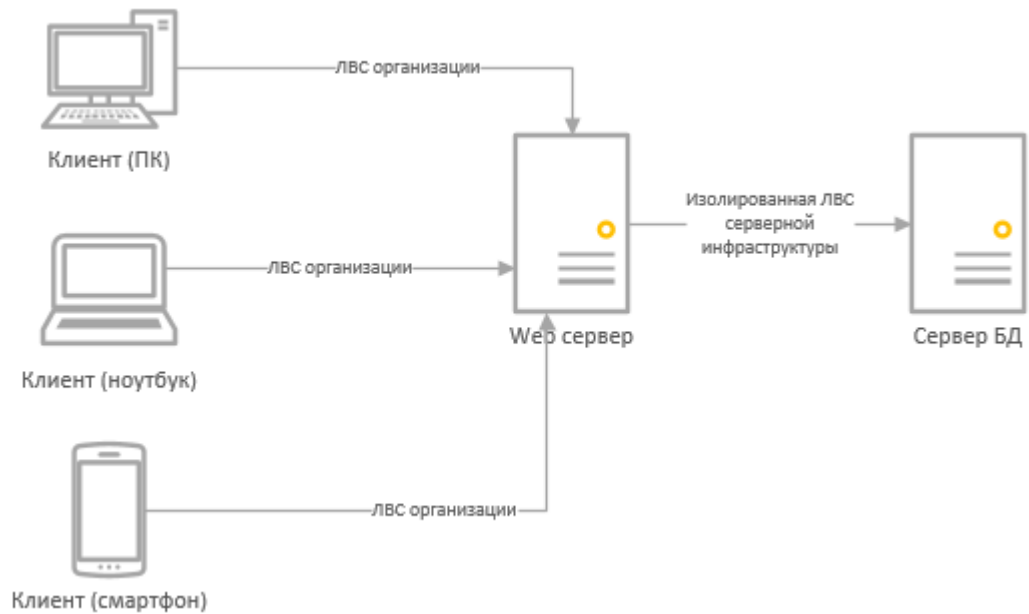 ЛВС организации
Клиент (ПК)
Изолированная ЛВС
серверной
инфраструктуры
ЛВС организации
Web сервер
Сервер БД
Клиент (ноутбук)
ЛВС организации
Клиент (смартфон)